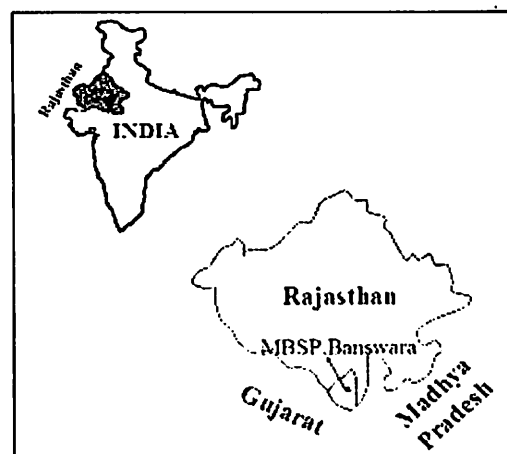 Rajasthan
INDIA
Rajasthan
MBSP, Banswara
Gujarat
Madhya
Pradesh